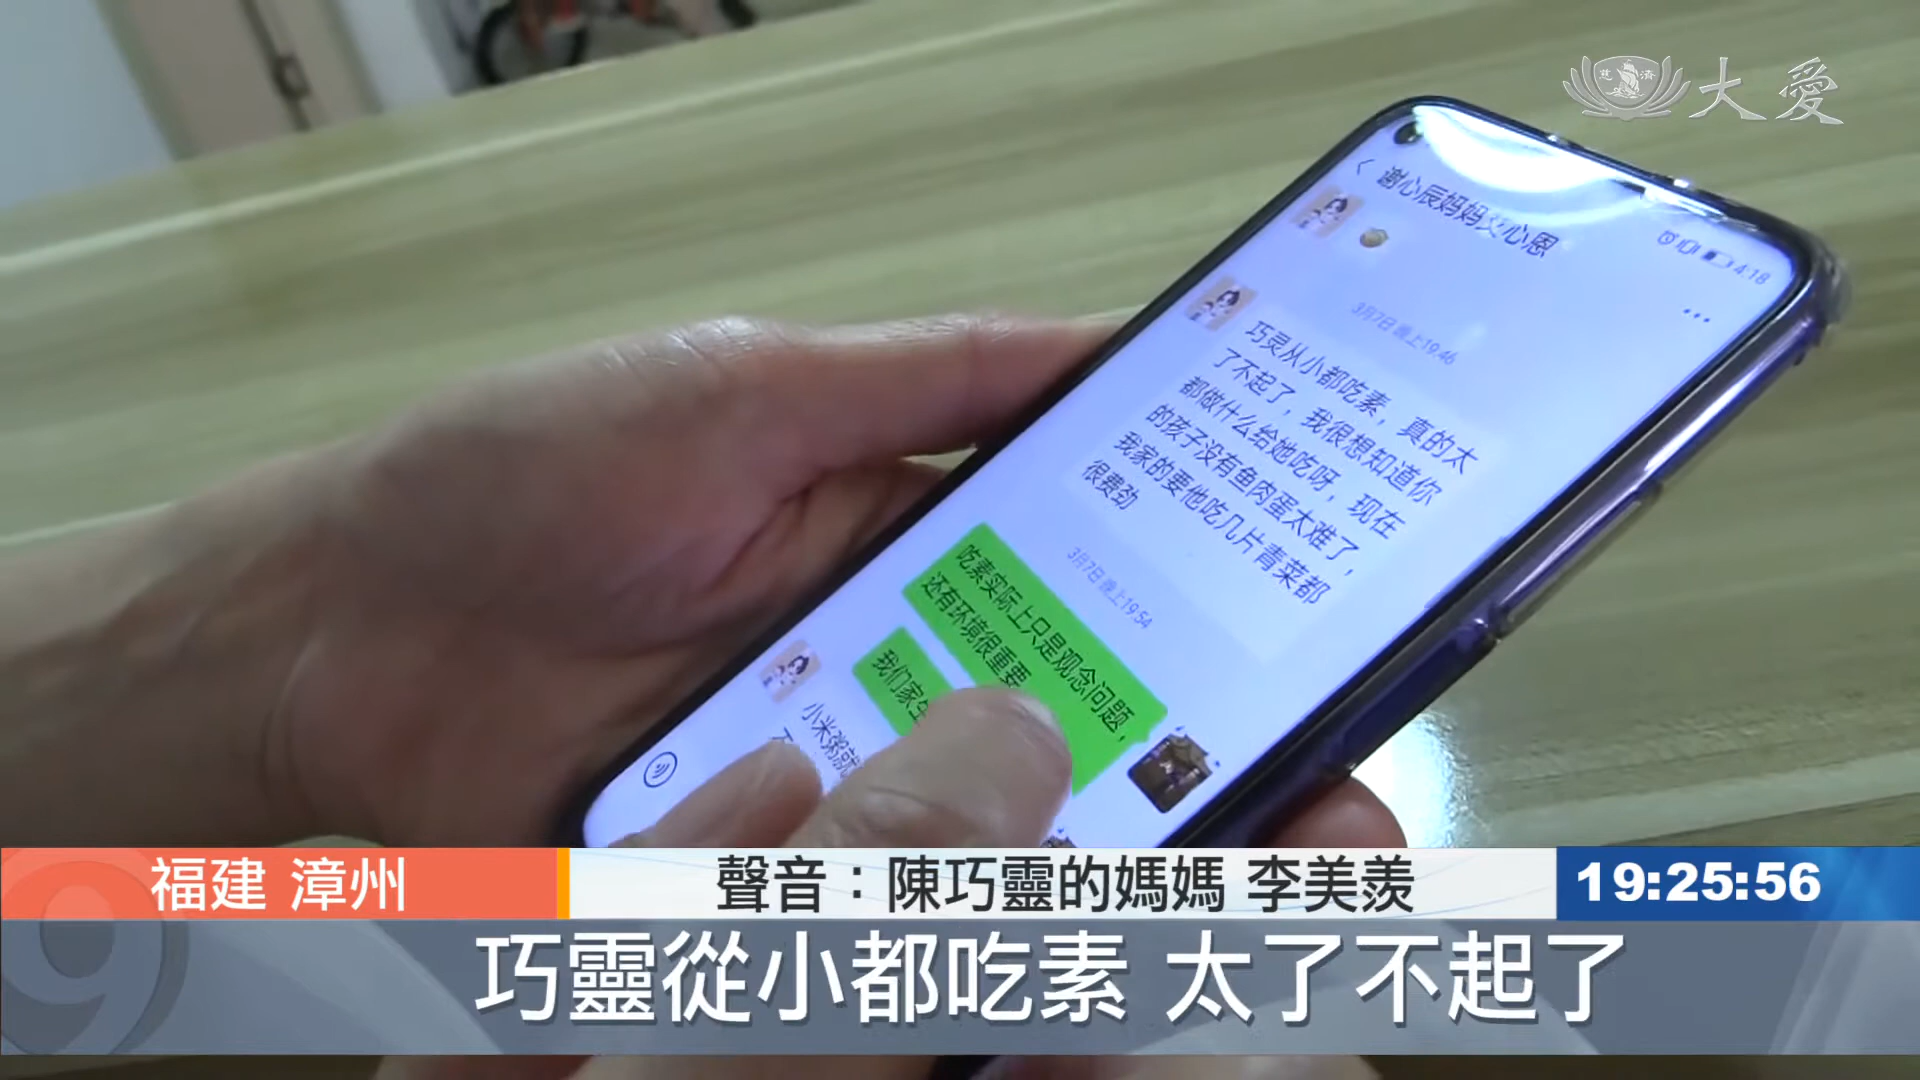 慈濟
大愛
4:18
谢心辰妈妈
心恩
3月7日 晚上19:46
巧灵从小都吃素，真的太
了不起了，我很想知道你
都做什么给她吃呀，现在
的孩子没有鱼肉蛋太难了，
我家的要他吃几片青菜都
很费劲
3月7日 晚上19:54
吃素实际上只是观念问题，
还有环境很重要
我们家
小米粥
福建 漳州
聲音：陳巧靈的媽媽 李美羨
19:25:56
巧靈從小都吃素 太了不起了